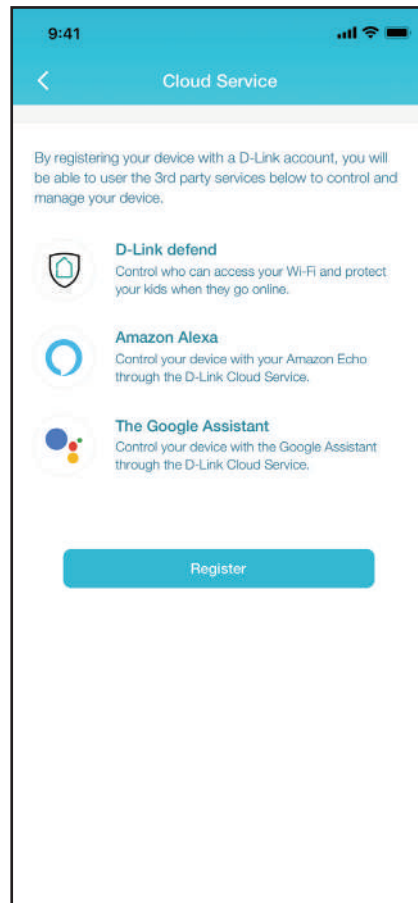 9:41
Cloud Service
By registering your device with a D-Link account, you will
be able to user the 3rd party services below to control and
manage your device.
D-Link defend
Control who can access your Wi-Fi and protect
your kids when they go online.
Amazon Alexa
Control your device with your Amazon Echo
through the D-Link Cloud Service.
The Google Assistant
Control your device with the Google Assistant
through the D-Link Cloud Service.
Register